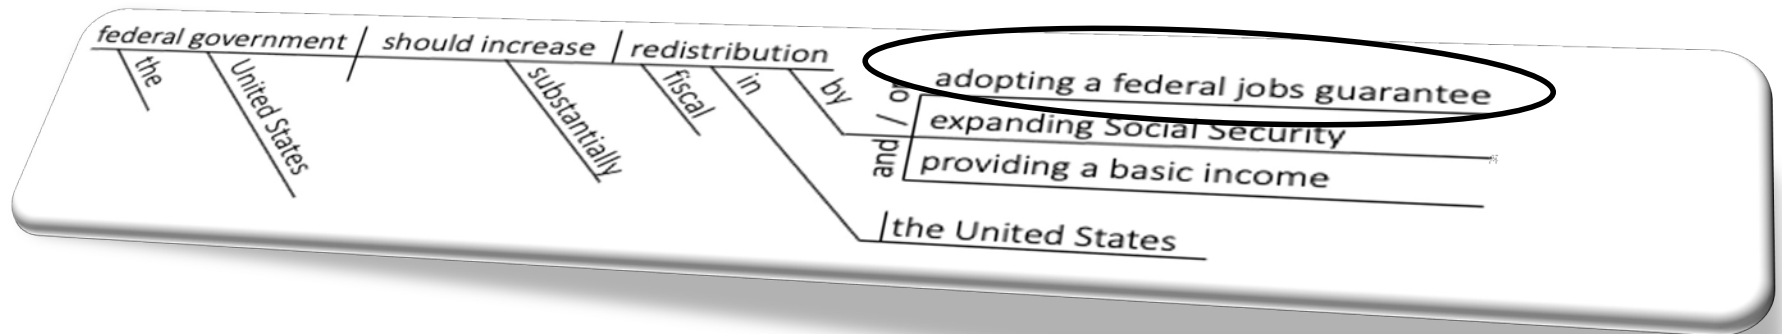 federal government should increase redistribution
the United States substantially fiscal in by
and / or
adopting a federal jobs guarantee
expanding Social Security
providing a basic income
the United States